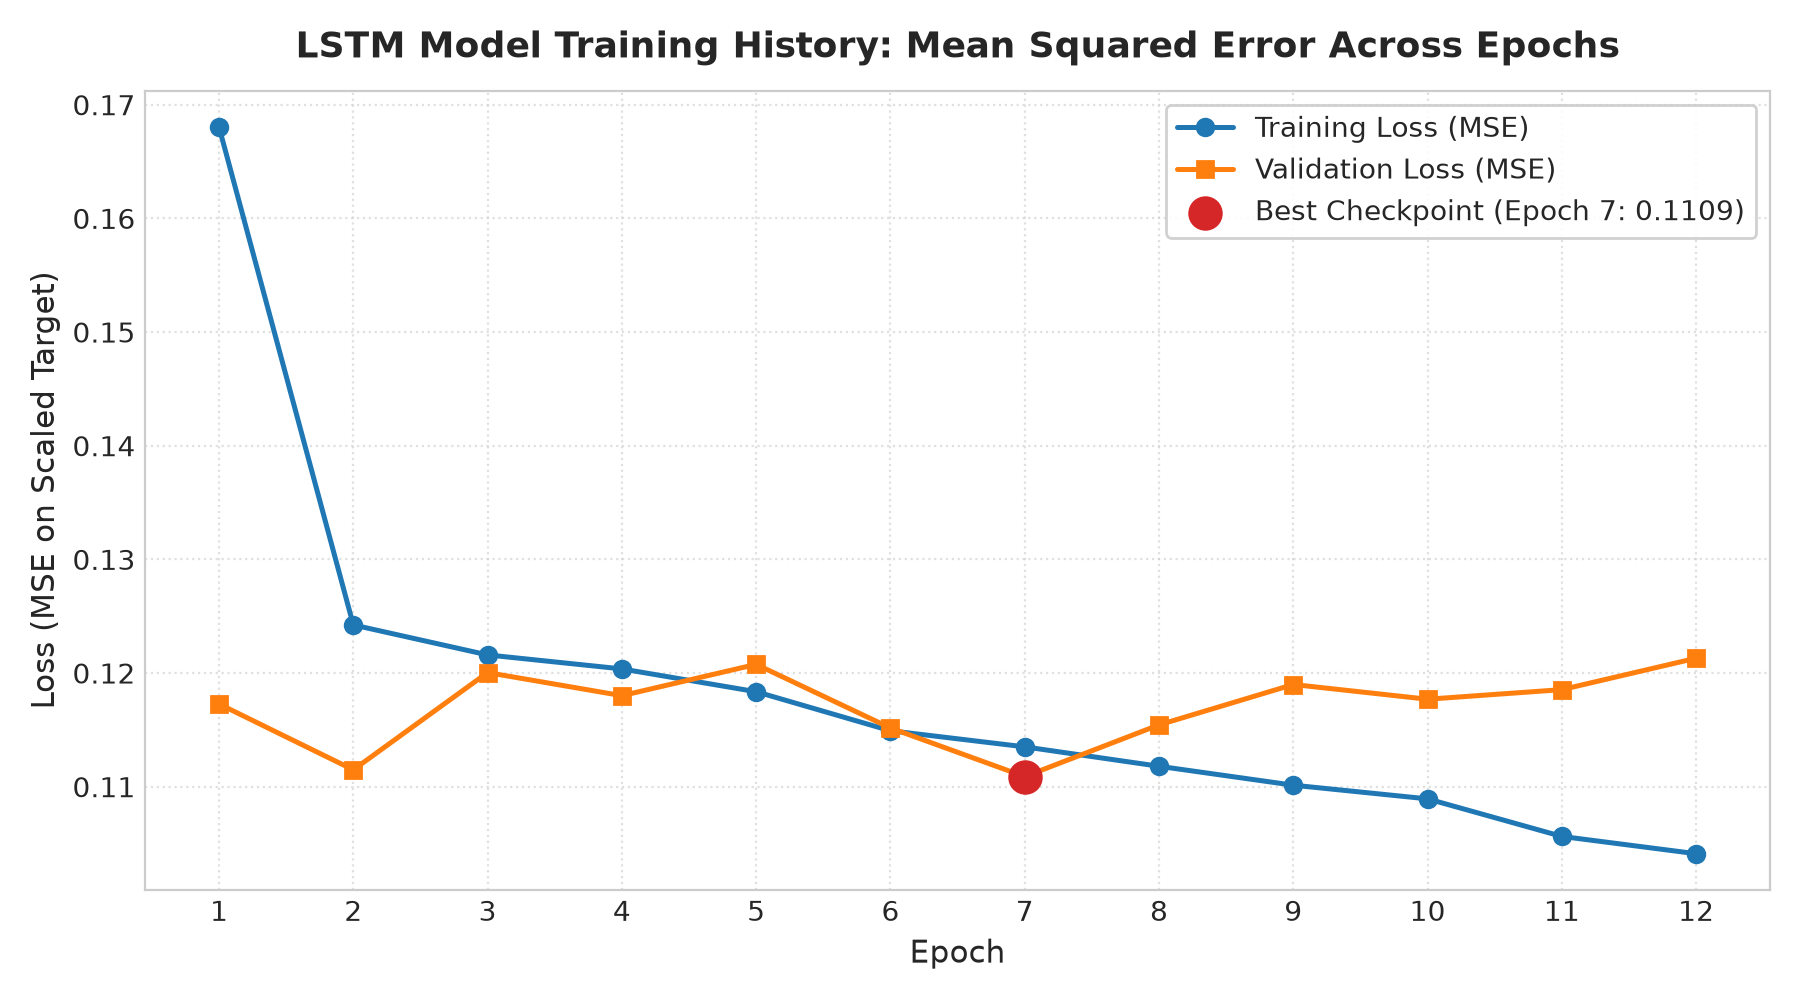 LSTM Model Training History: Mean Squared Error Across Epochs
Training Loss (MSE)
Validation Loss (MSE)
Best Checkpoint (Epoch 7: 0.1109)
Loss (MSE on Scaled Target)
0.17
0.16
0.15
0.14
0.13
0.12
0.11
1 2 3 4 5 6 7 8 9 10 11 12
Epoch